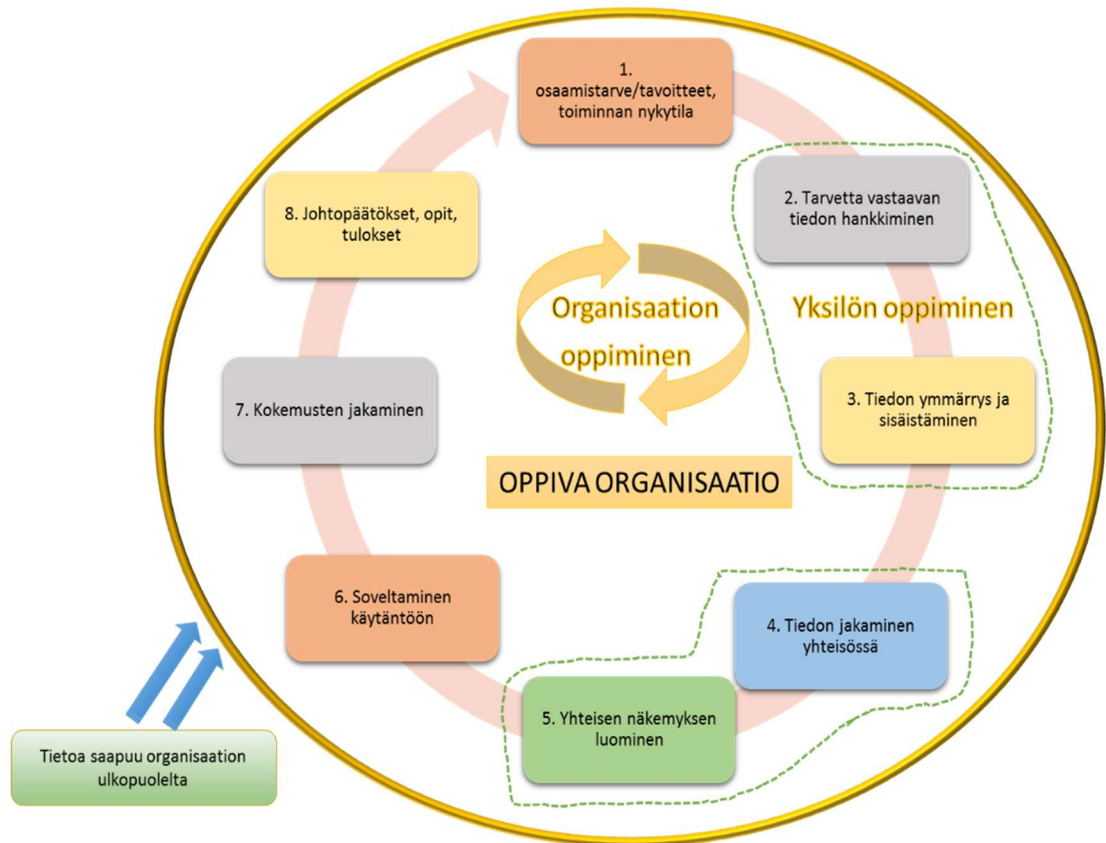 1.
osaamistarve/tavoitteet,
toiminnan nykytila
2. Tarvetta vastaavan
tiedon hankkiminen
Yksilön oppiminen
3. Tiedon ymmärrys ja
sisäistäminen
4. Tiedon jakaminen
yhteisössä
5. Yhteisen näkemyksen
luominen
6. Soveltaminen
käytäntöön
7. Kokemusten jakaminen
8. Johtopäätökset, opit,
tulokset
Organisaation
oppiminen
OPPIVA ORGANISAATIO
Tietoa saapuu organisaation
ulkopuolelta